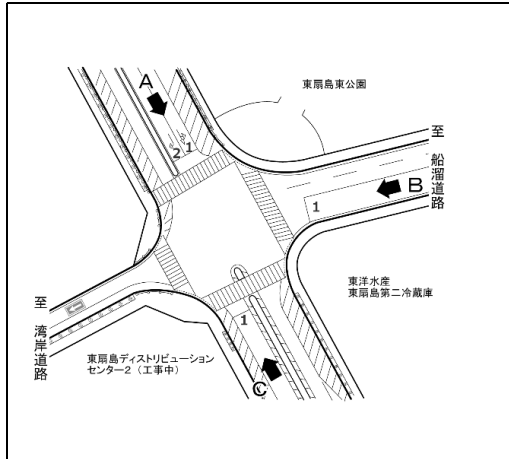 A
東扇島東公園
2 1
至 船溜道路
B
1
東洋水産
東扇島第二冷蔵庫
至 湾岸道路
1
東扇島ディストリビューション
センター2（工事中）
C